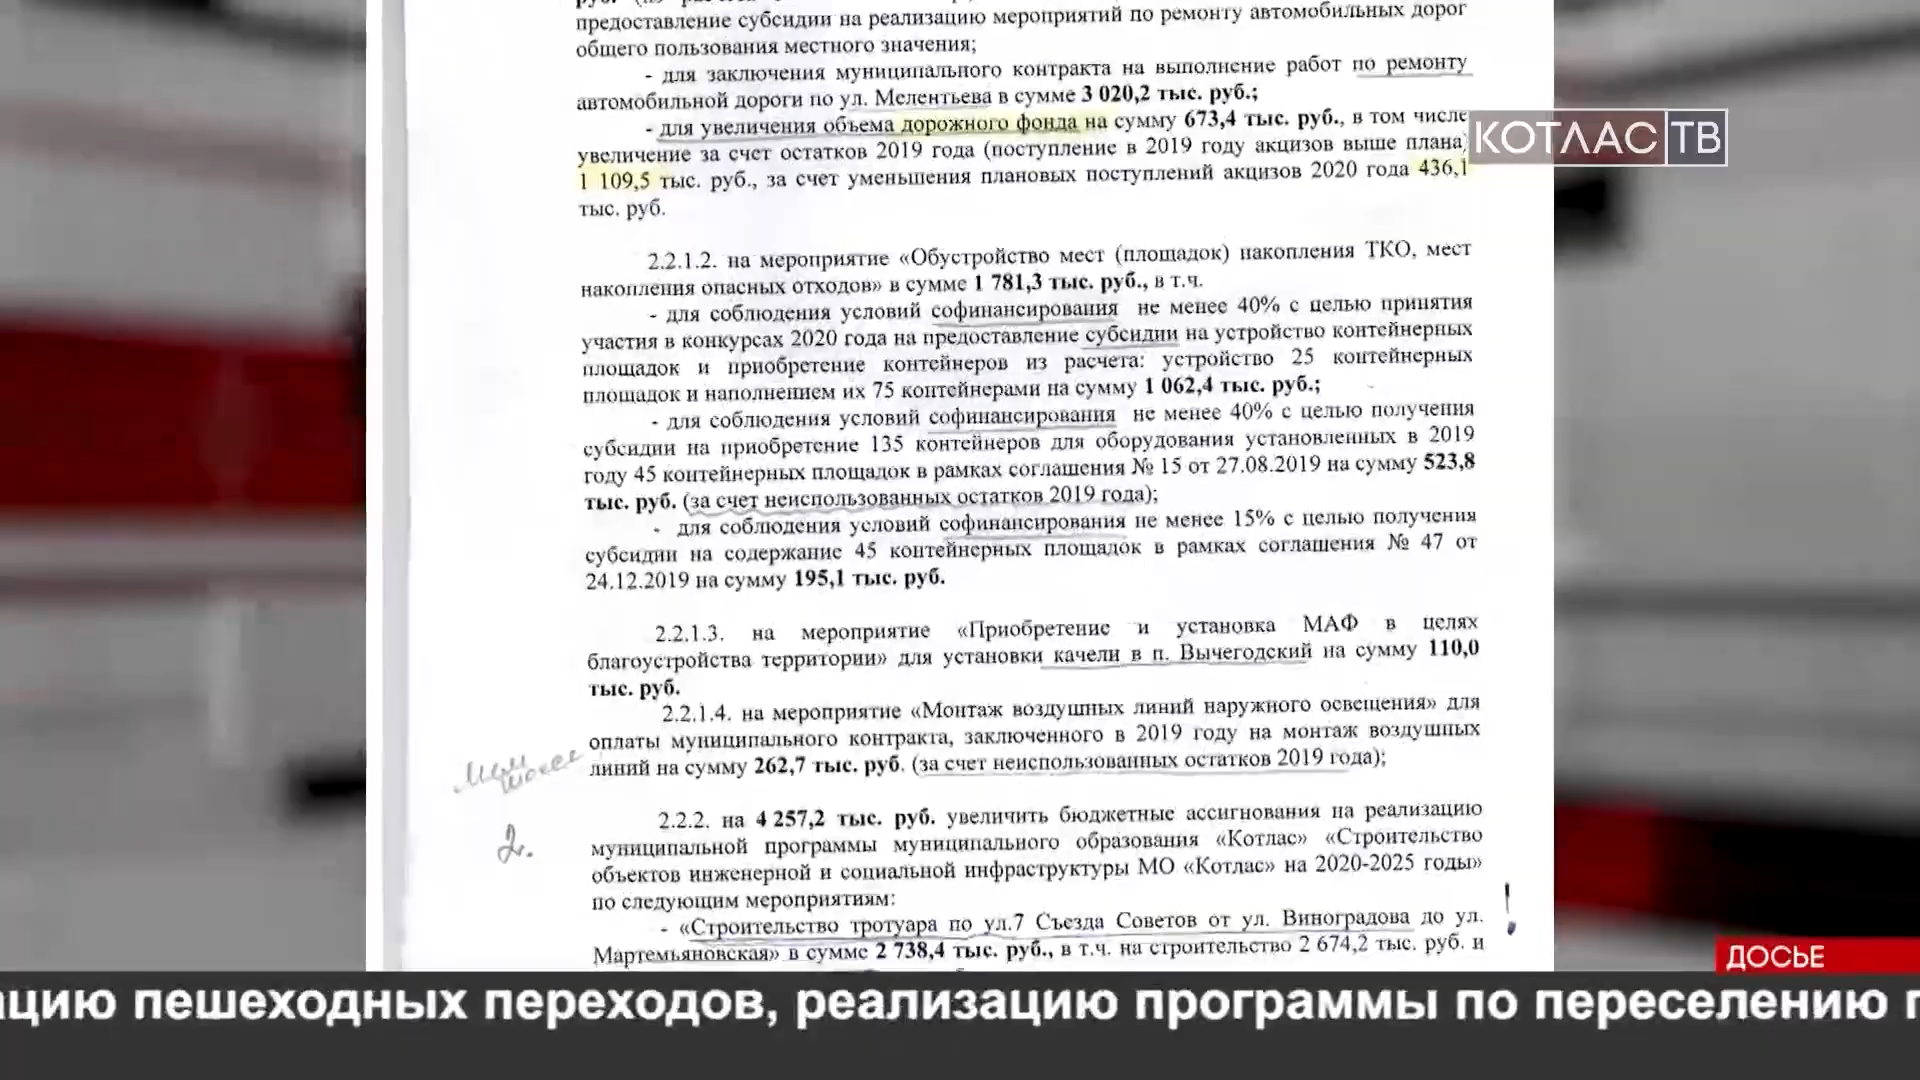 предоставление субсидии на реализацию мероприятий по ремонту автомобильных дорог
общего пользования местного значения;
- для заключения муниципального контракта на выполнение работ по ремонту
автомобильной дороги по ул. Мелентьева в сумме 3 020,2 тыс. руб.;
- для увеличения объема дорожного фонда на сумму 673,4 тыс. руб., в том числе
увеличение за счет остатков 2019 года (поступление в 2019 году акцизов выше плана)
1 109,5 тыс. руб., за счет уменьшения плановых поступлений акцизов 2020 года 436,1
тыс. руб.
КОТЛАС ТВ
2.2.1.2. на мероприятие «Обустройство мест (площадок) накопления ТКО, мест
накопления опасных отходов» в сумме 1 781,3 тыс. руб., в т.ч.
- для соблюдения условий софинансирования не менее 40% с целью принятия
участия в конкурсах 2020 года на предоставление субсидии на устройство контейнерных
площадок и приобретение контейнеров из расчета: устройство 25 контейнерных
площадок и наполнением их 75 контейнерами на сумму 1 062,4 тыс. руб.;
- для соблюдения условий софинансирования не менее 40% с целью получения
субсидии на приобретение 135 контейнеров для оборудования установленных в 2019
году 45 контейнерных площадок в рамках соглашения № 15 от 27.08.2019 на сумму 523,8
тыс. руб. (за счет неиспользованных остатков 2019 года);
- для соблюдения условий софинансирования не менее 15% с целью получения
субсидии на содержание 45 контейнерных площадок в рамках соглашения № 47 от
24.12.2019 на сумму 195,1 тыс. руб.
2.2.1.3. на мероприятие «Приобретение и установка МАФ в целях
благоустройства территории» для установки качели в п. Вычегодский на сумму 110,0
тыс. руб.
2.2.1.4. на мероприятие «Монтаж воздушных линий наружного освещения» для
оплаты муниципального контракта, заключенного в 2019 году на монтаж воздушных
линий на сумму 262,7 тыс. руб. (за счет неиспользованных остатков 2019 года);
2.
2.2.2. на 4 257,2 тыс. руб. увеличить бюджетные ассигнования на реализацию
муниципальной программы муниципального образования «Котлас» «Строительство
объектов инженерной и социальной инфраструктуры МО «Котлас» на 2020-2025 годы»
по следующим мероприятиям:
- «Строительство тротуара по ул.7 Съезда Советов от ул. Виноградова до ул.
Мартемьяновская» в сумме 2 738,4 тыс. руб., в т.ч. на строительство 2 674,2 тыс. руб. и
!
ДОСЬЕ
ацию пешеходных переходов, реализацию программы по переселению г